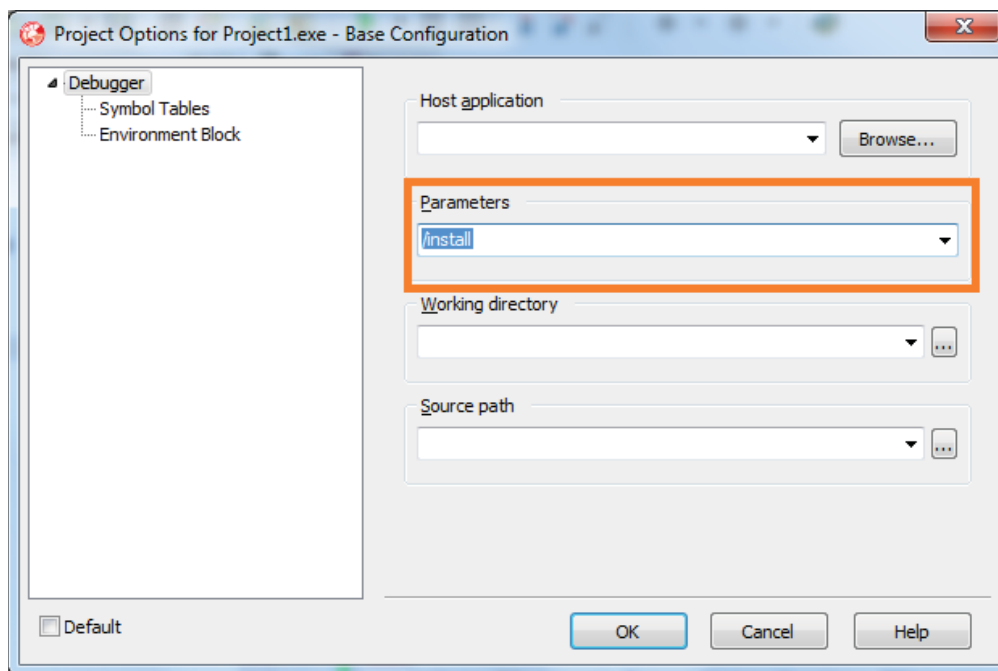 Project Options for Project1.exe - Base Configuration
Debugger
Symbol Tables
Environment Block
Host application
Browse...
Parameters
/install
Working directory
...
Source path
...
Default
OK
Cancel
Help